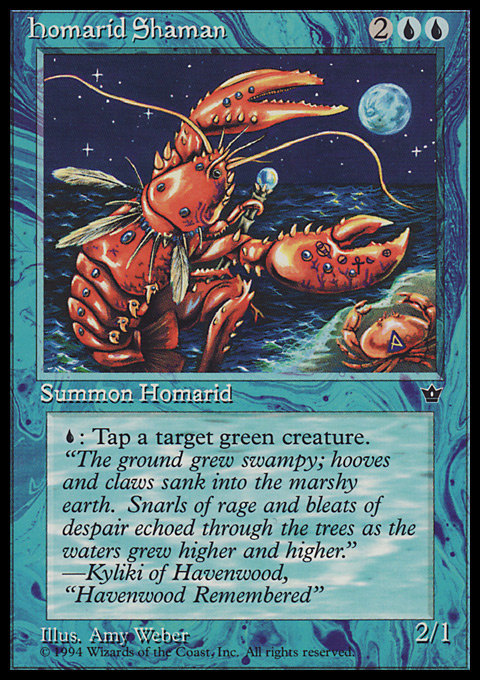 Homarid Shaman 2
Summon Homarid
: Tap a target green creature.
“The ground grew swampy; hooves
and claws sank into the marshy
earth. Snarls of rage and bleats of
despair echoed through the trees as the
waters grew higher and higher.”
—Kyliki of Havenwood,
“Havenwood Remembered”
Illus. Amy Weber 2/1
© 1994 Wizards of the Coast, Inc. All rights reserved.